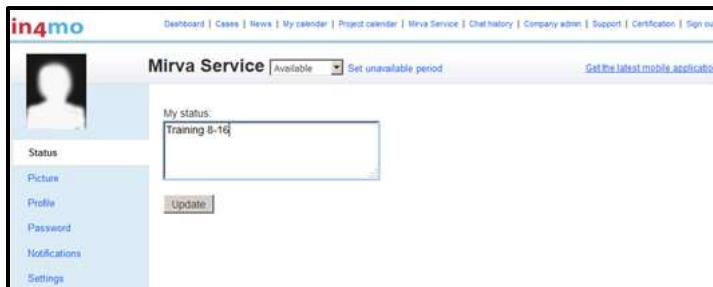 in4mo
Dashboard | Cases | News | My calendar | Project calendar | Mirva Service | Chat history | Company admin | Support | Certification | Sign ou
Mirva Service Available Set unavailable period Get the latest mobile applicatio
My status:
Training 8-16
Status
Picture
Profile
Update
Password
Notifications
Settings